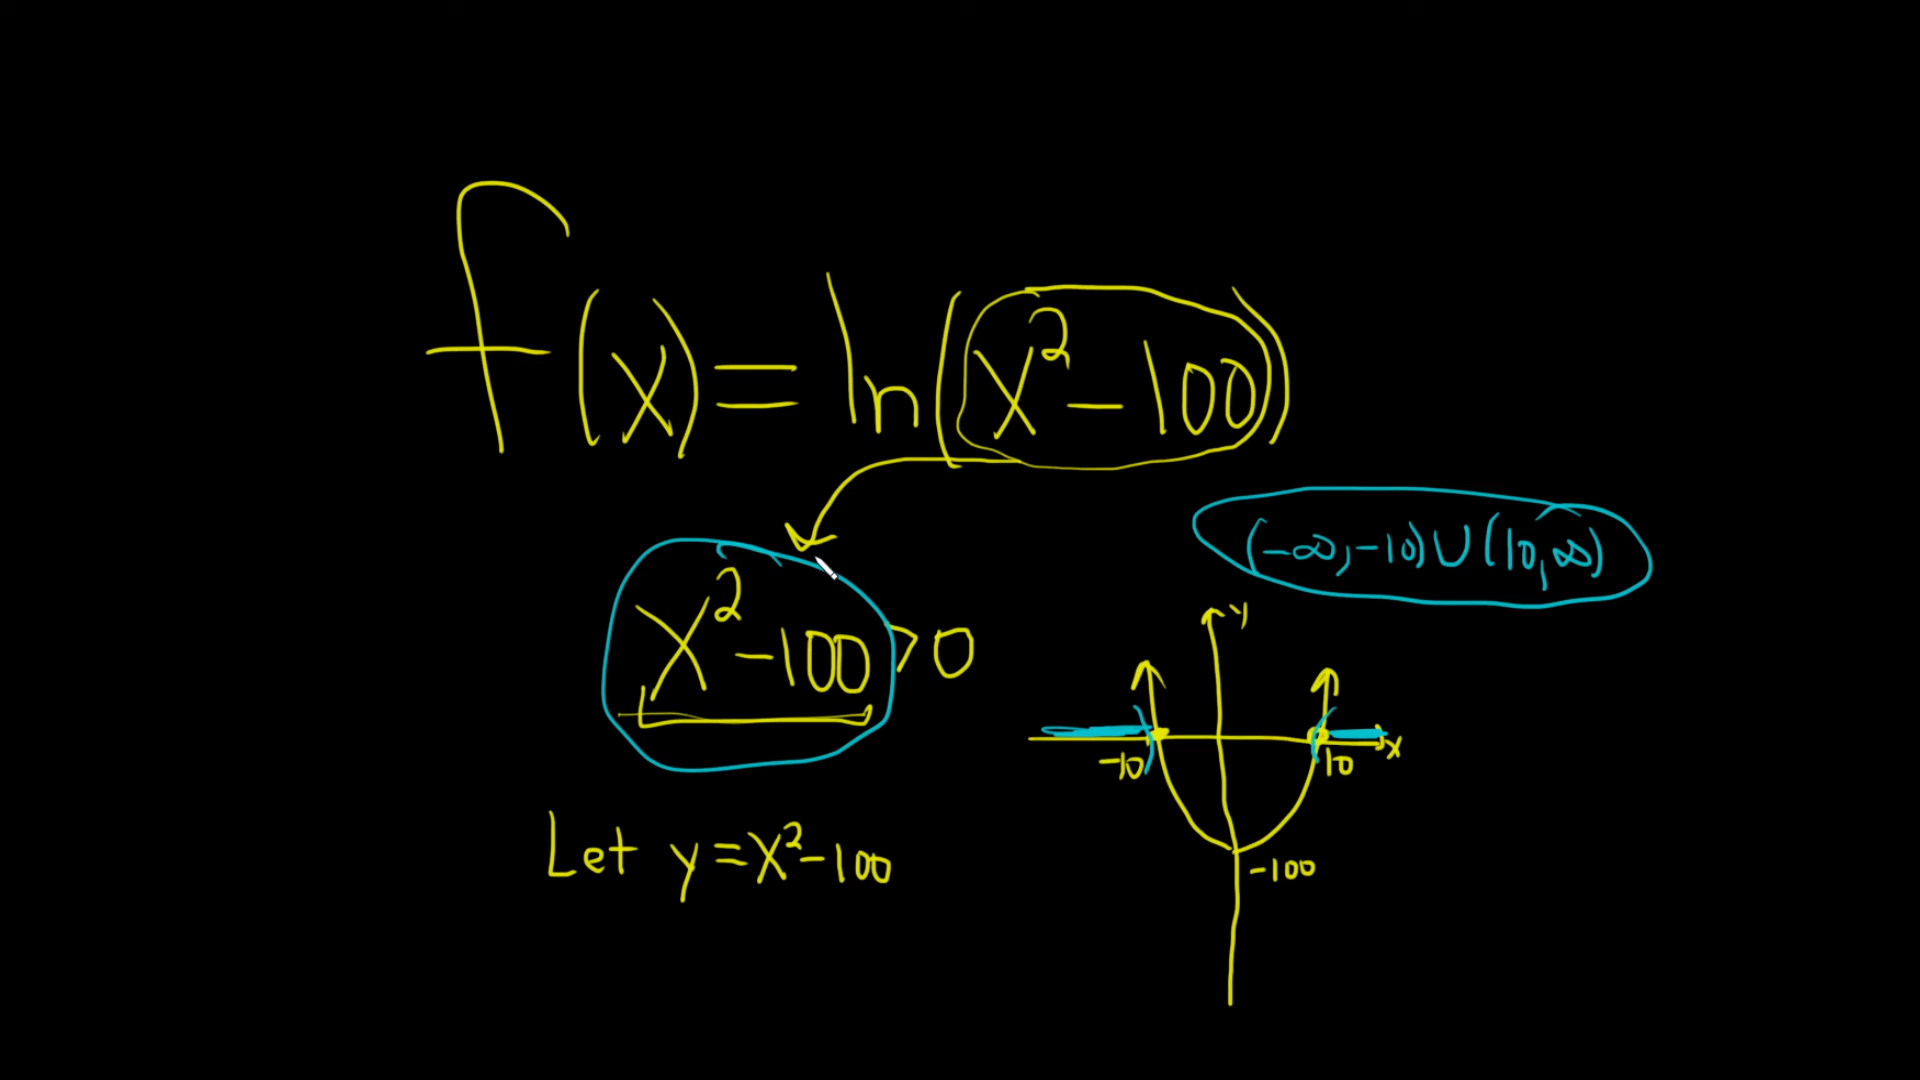 f(x) = ln(x² - 100)
(-∞, -10) ∪ (10, ∞)
x² - 100 > 0
y
-10
10
x
Let y = x² - 100
-100